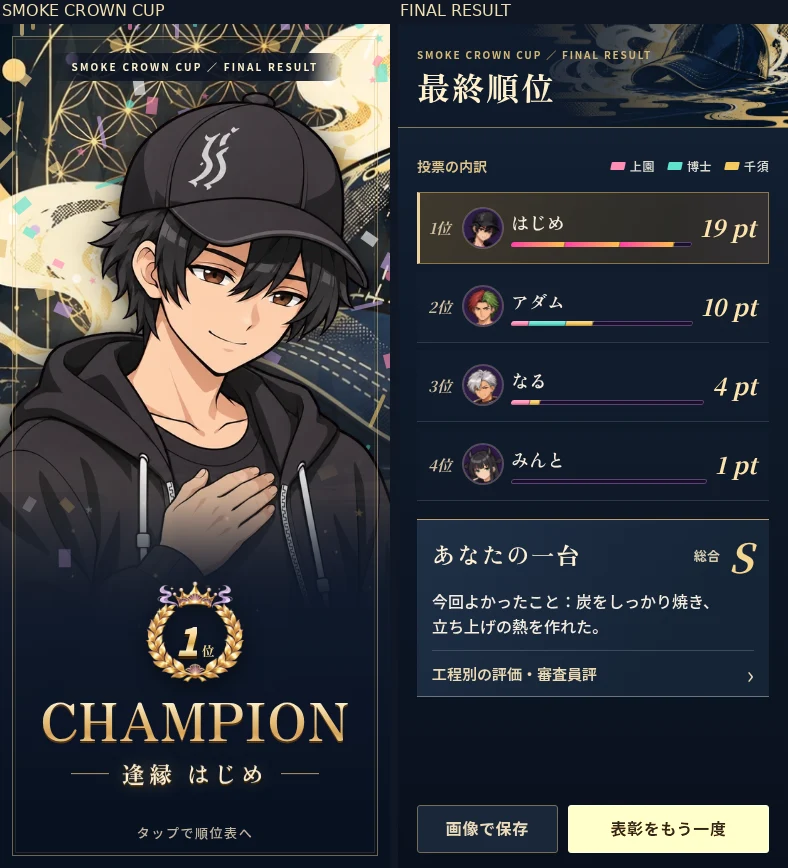 SMOKE CROWN CUP
SMOKE CROWN CUP ／ FINAL RESULT
1位
CHAMPION
逢縁 はじめ
タップで順位表へ
FINAL RESULT
SMOKE CROWN CUP ／ FINAL RESULT
最終順位
投票の内訳 上園 博士 千須
1位 はじめ 19 pt
2位 アダム 10 pt
3位 なる 4 pt
4位 みんと 1 pt
あなたの一台 総合 S
今回よかったこと：炭をしっかり焼き、
立ち上げの熱を作れた。
工程別の評価・審査員評 ›
画像で保存 表彰をもう一度